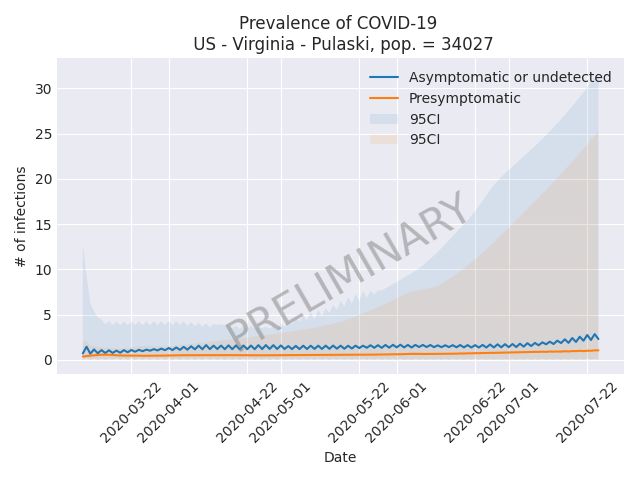 Prevalence of COVID-19
US - Virginia - Pulaski, pop. = 34027
Asymptomatic or undetected
Presymptomatic
95CI
95CI
# of infections
30
25
20
15
10
5
0
PRELIMINARY
2020-03-22
2020-04-01
2020-04-22
2020-05-01
2020-05-22
2020-06-01
2020-06-22
2020-07-01
2020-07-22
Date